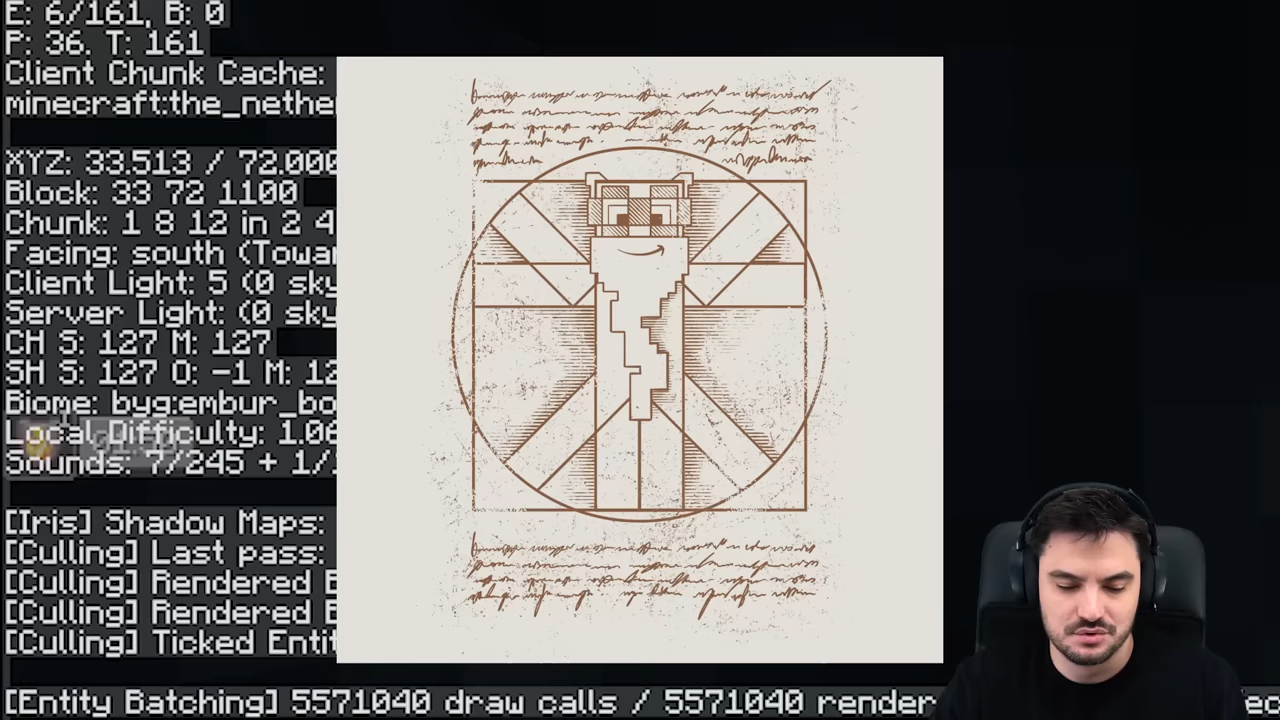 E: 6/161, B: 0
P: 36. T: 161
Client Chunk Cache:
minecraft:the_nethe
XYZ: 33.513 / 72.000
Block: 33 72 1100
Chunk: 1 8 12 in 2 4
Facing: south (Towar
Client Light: 5 (0 sky
Server Light: (0 sky
CH S: 127 M: 127
SH S: 127 O: -1 M: 12
Biome: byg:embur_bo
Local Difficulty: 1.06
Sounds: 7/245 + 1/
[Iris] Shadow Maps:
[Culling] Last pass:
[Culling] Rendered B
[Culling] Rendered B
[Culling] Ticked Entit
[Entity Batching] 5571040 draw calls / 5571040 render